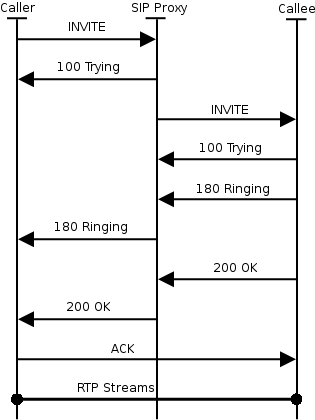 Caller SIP Proxy Callee
INVITE
100 Trying
INVITE
100 Trying
180 Ringing
180 Ringing
200 OK
200 OK
ACK
RTP Streams